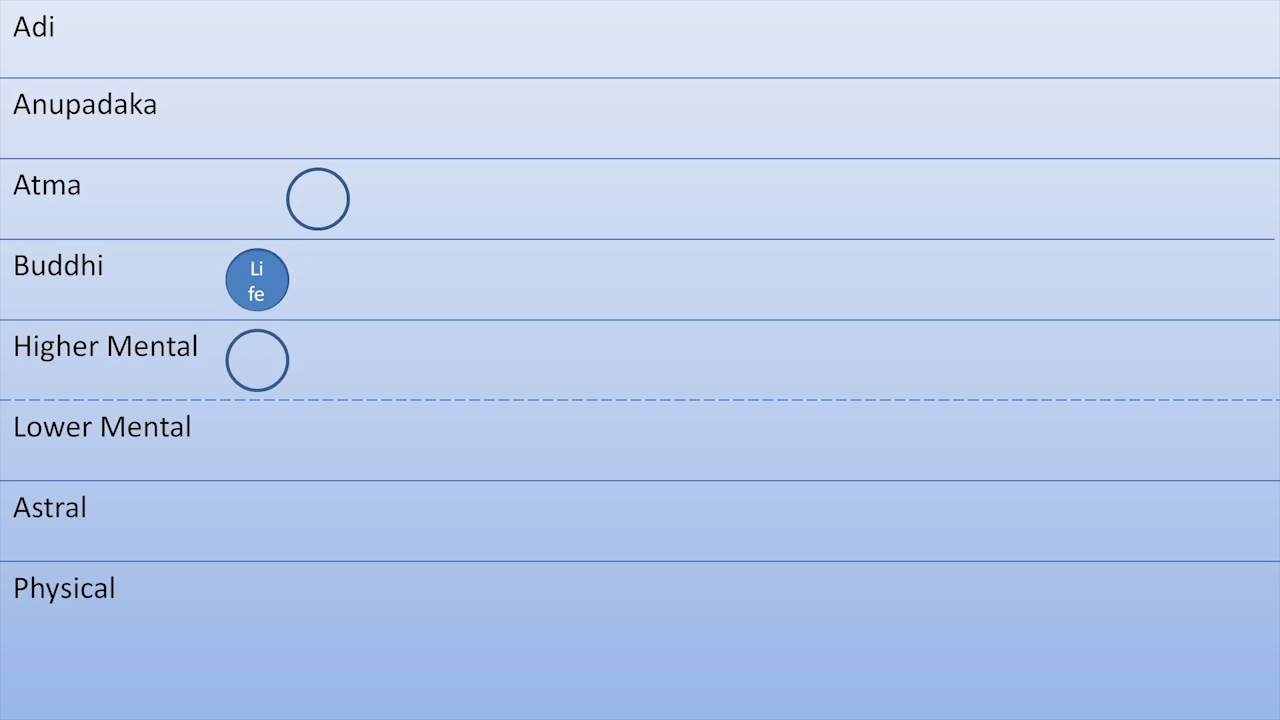 Adi
Anupadaka
Atma
Buddhi
Li
fe
Higher Mental
Lower Mental
Astral
Physical